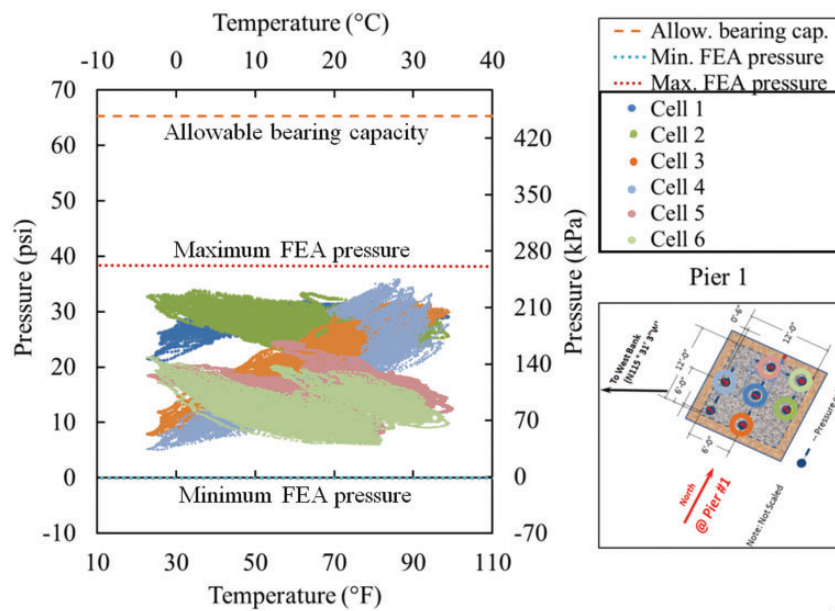 Temperature (°C)
-10 0 10 20 30 40
70
60
50
40
30
20
10
0
-10
Pressure (psi)
Allowable bearing capacity
Maximum FEA pressure
Minimum FEA pressure
420
350
280
210
140
70
0
-70
Pressure (kPa)
10 30 50 70 90 110
Temperature (°F)
Allow. bearing cap.
Min. FEA pressure
Max. FEA pressure
Cell 1
Cell 2
Cell 3
Cell 4
Cell 5
Cell 6
Pier 1
To West Bank
(N115° 31' 3"W)
0'-6"
12'-0"
12'-0"
6'-0"
6'-0"
North
@ Pier #1
-- Pressure
Note: Not Scaled